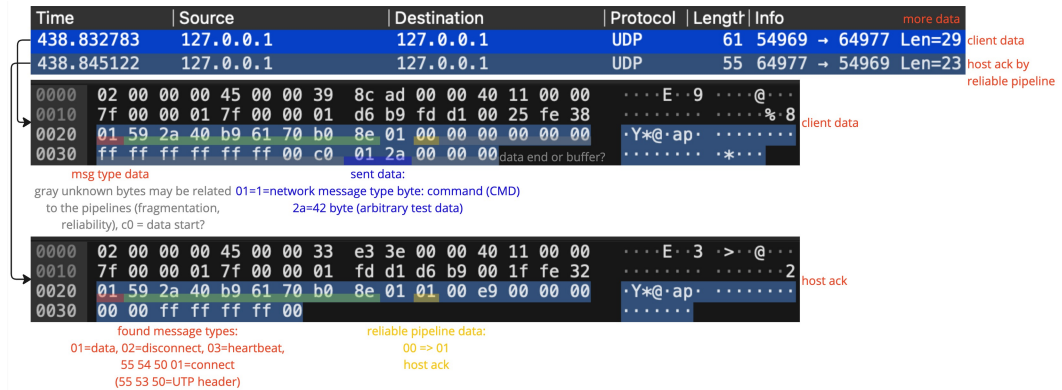 Time Source Destination Protocol Length Info more data
438.832783 127.0.0.1 127.0.0.1 UDP 61 54969 → 64977 Len=29 client data
438.845122 127.0.0.1 127.0.0.1 UDP 55 64977 → 54969 Len=23 host ack by
reliable pipeline
0000 02 00 00 00 45 00 00 39 8c ad 00 00 40 11 00 00 ····E··9 ····@···
0010 7f 00 00 01 7f 00 00 01 d6 b9 fd d1 00 25 fe 38 ········ ·····%·8
0020 01 59 2a 40 b9 61 70 b0 8e 01 00 00 00 00 00 00 ·Y*@·ap· ········
0030 ff ff ff ff ff 00 c0 01 2a 00 00 00 data end or buffer? ········ ·*···
client data
msg type data
gray unknown bytes may be related
to the pipelines (fragmentation,
reliability), c0 = data start?
sent data:
01=1=network message type byte: command (CMD)
2a=42 byte (arbitrary test data)
0000 02 00 00 00 45 00 00 33 e3 3e 00 00 40 11 00 00 ····E··3 ·>··@···
0010 7f 00 00 01 7f 00 00 01 fd d1 d6 b9 00 1f fe 32 ········ ·······2
0020 01 59 2a 40 b9 61 70 b0 8e 01 01 00 e9 00 00 00 ·Y*@·ap· ········
0030 00 00 ff ff ff ff 00 ·······
host ack
found message types:
01=data, 02=disconnect, 03=heartbeat,
55 54 50 01=connect
(55 53 50=UTP header)
reliable pipeline data:
00 => 01
host ack